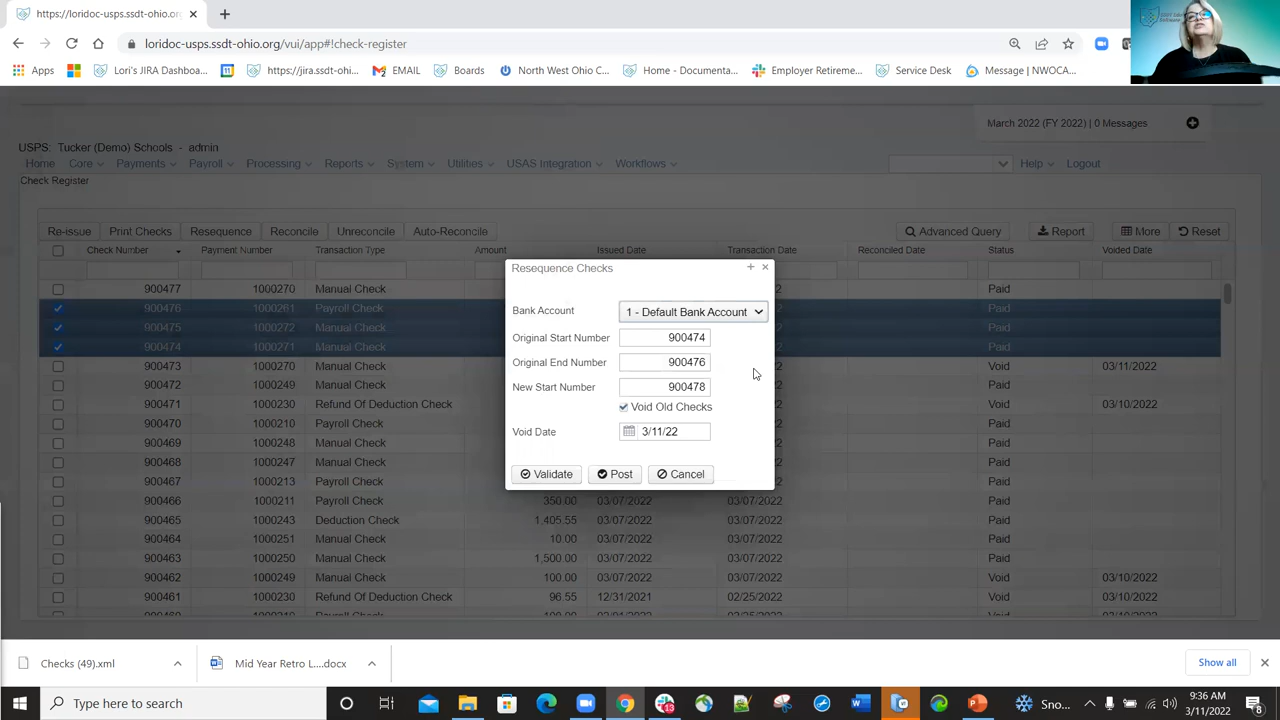 https://loridoc-usps.ssdt-ohio.org/
loridoc-usps.ssdt-ohio.org/vui/app#!check-register
Apps Lori's JIRA Dashboa... https://jira.ssdt-ohi... EMAIL Boards North West Ohio C... Home - Documenta... Employer Retireme... Service Desk Message | NWOCA...
March 2022 (FY 2022) | 0 Messages
USPS: Tucker (Demo) Schools - admin
Home Core Payments Payroll Processing Reports System Utilities USAS Integration Workflows Help Logout
Check Register
Re-issue Print Checks Resequence Reconcile Unreconcile Auto-Reconcile Advanced Query Report More Reset
Check Number Payment Number Transaction Type Amount Issued Date Transaction Date Reconciled Date Status Voided Date
900477 1000270 Manual Check Paid
900476 1000261 Payroll Check Paid
900475 1000272 Manual Check Paid
900474 1000271 Manual Check Paid
900473 1000270 Manual Check Void 03/11/2022
900472 1000249 Manual Check Paid
900471 1000230 Refund Of Deduction Check Void 03/10/2022
900470 1000210 Payroll Check Paid
900469 1000248 Manual Check Paid
900468 1000247 Manual Check Paid
900467 1000213 Payroll Check Paid
900466 1000211 Payroll Check 350.00 03/07/2022 03/07/2022 Paid
900465 1000243 Deduction Check 1,405.55 03/07/2022 03/07/2022 Paid
900464 1000251 Manual Check 10.00 03/07/2022 03/07/2022 Paid
900463 1000250 Manual Check 1,500.00 03/07/2022 03/07/2022 Paid
900462 1000249 Manual Check 100.00 03/07/2022 03/07/2022 Void 03/10/2022
900461 1000230 Refund Of Deduction Check 96.55 12/31/2021 02/25/2022 Void 03/10/2022
Resequence Checks
Bank Account 1 - Default Bank Account
Original Start Number 900474
Original End Number 900476
New Start Number 900478
Void Old Checks
Void Date 3/11/22
Validate Post Cancel
Checks (49).xml Mid Year Retro L....docx Show all
Type here to search Sno... 9:36 AM
3/11/2022 8